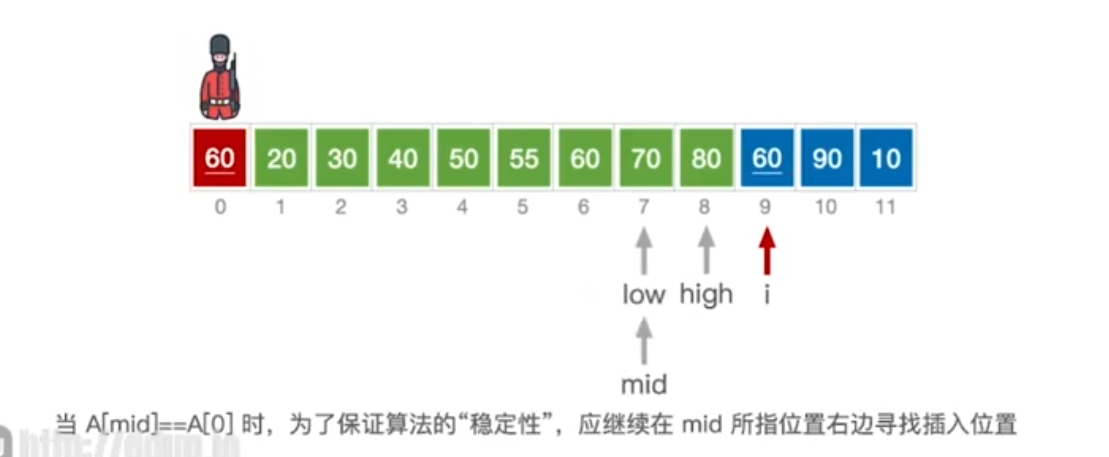 60 20 30 40 50 55 60 70 80 60 90 10
0 1 2 3 4 5 6 7 8 9 10 11
low high i
mid
当 A[mid]==A[0] 时，为了保证算法的“稳定性”，应继续在 mid 所指位置右边寻找插入位置